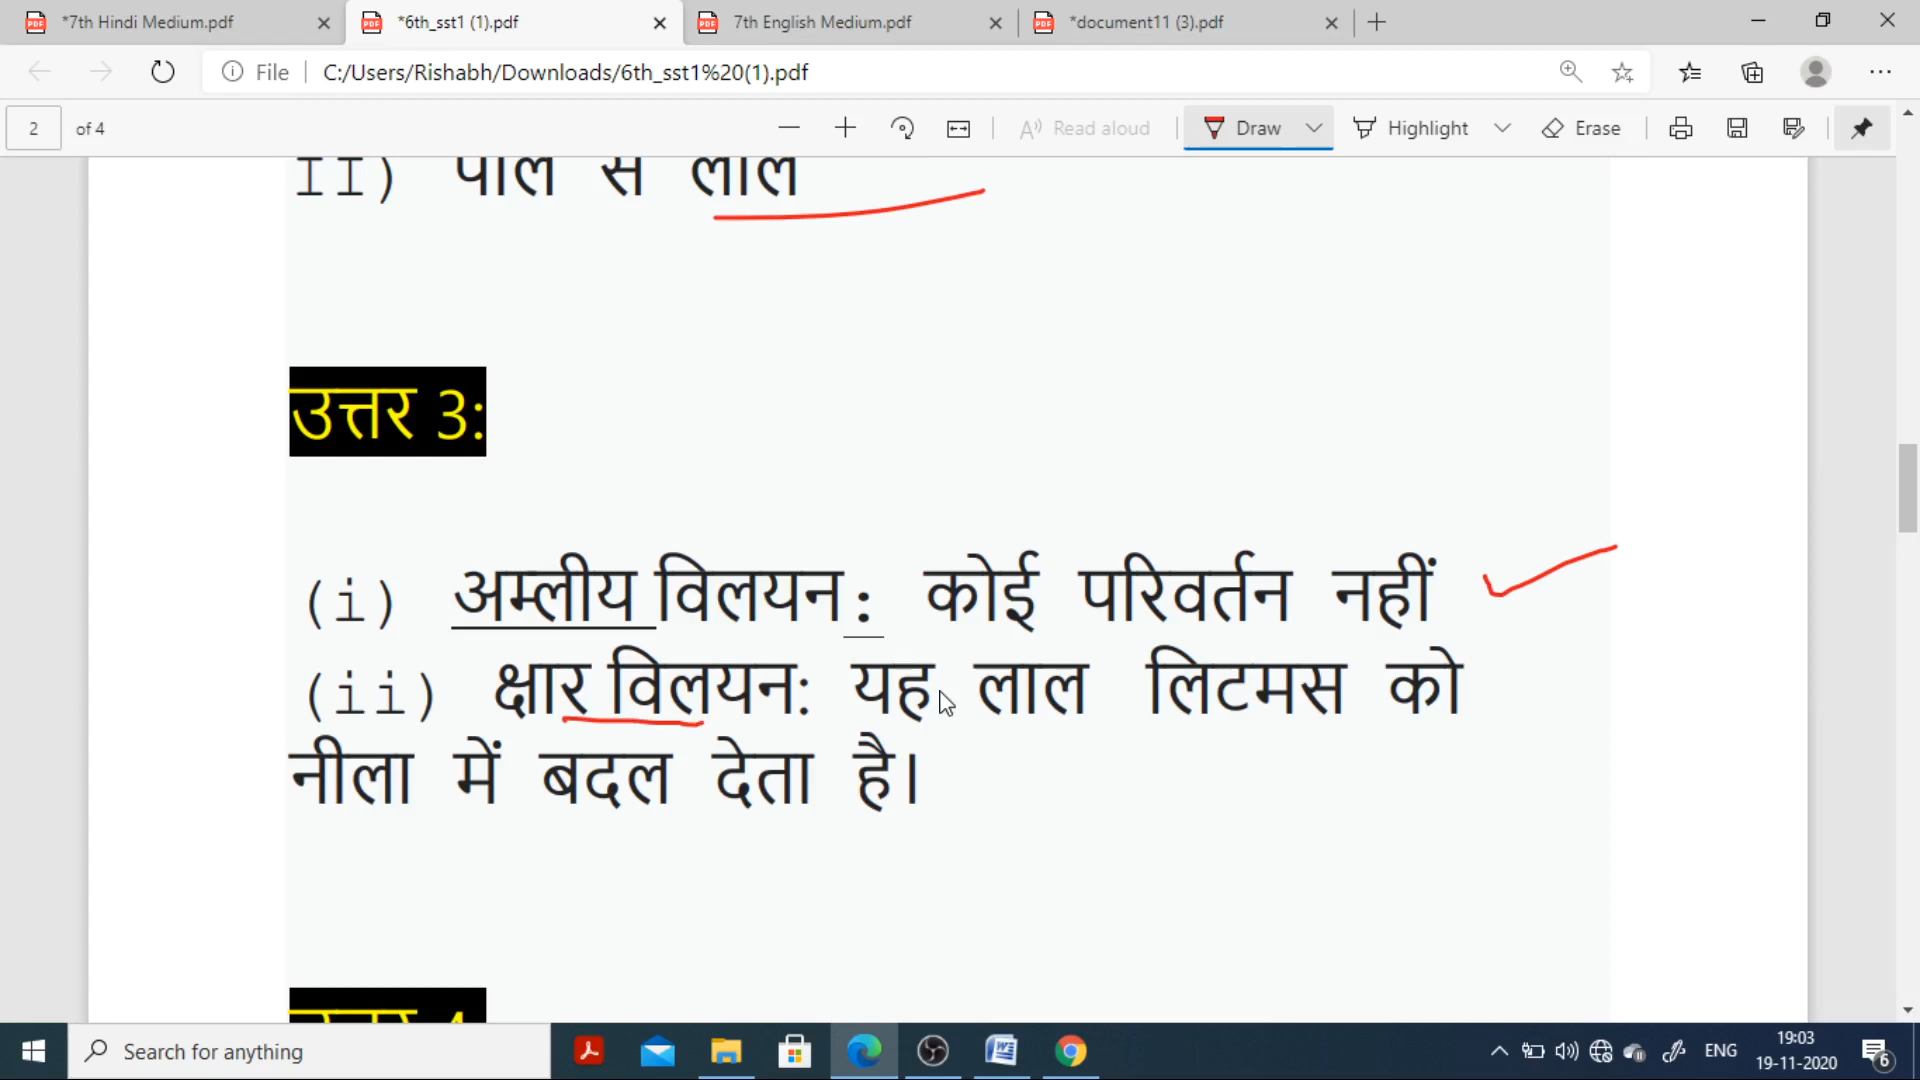 *7th Hindi Medium.pdf
*6th_sst1 (1).pdf
7th English Medium.pdf
*document11 (3).pdf
File
C:/Users/Rishabh/Downloads/6th_sst1%20(1).pdf
2 of 4
Read aloud
Draw
Highlight
Erase
II) पीले से लाल
उत्तर 3:
(i) अम्लीय विलयन: कोई परिवर्तन नहीं
(ii) क्षार विलयन: यह लाल लिटमस को
नीला में बदल देता है।
Search for anything
ENG
19:03
19-11-2020
6